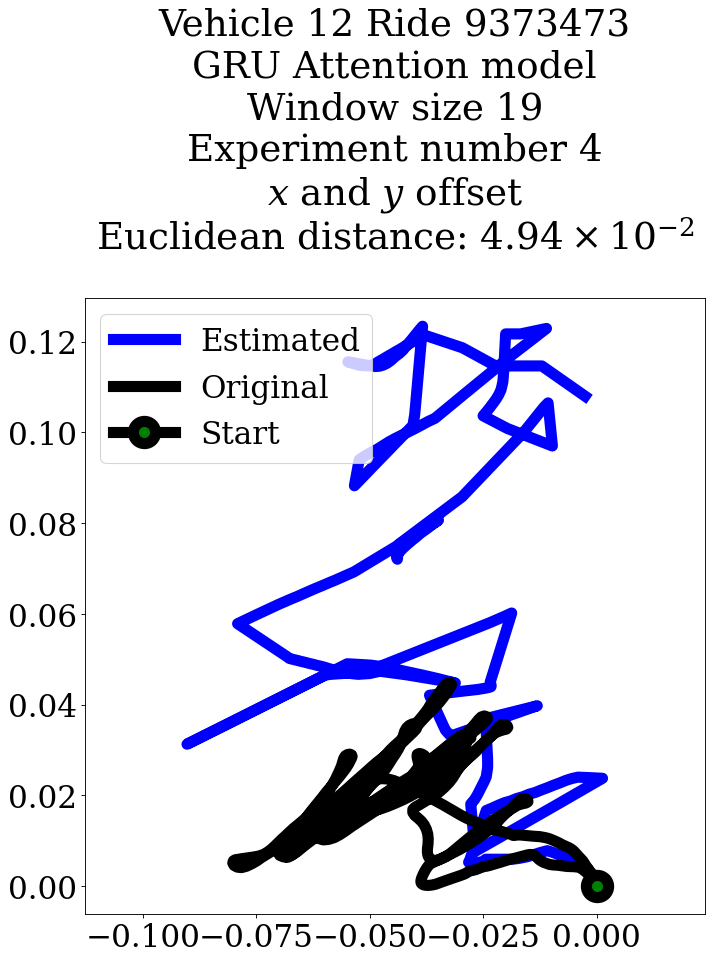 Vehicle 12 Ride 9373473
GRU Attention model
Window size 19
Experiment number 4
x and y offset
Euclidean distance: 4.94 × 10⁻²
Estimated
Original
Start
0.12
0.10
0.08
0.06
0.04
0.02
0.00
−0.100 −0.075 −0.050 −0.025 0.000